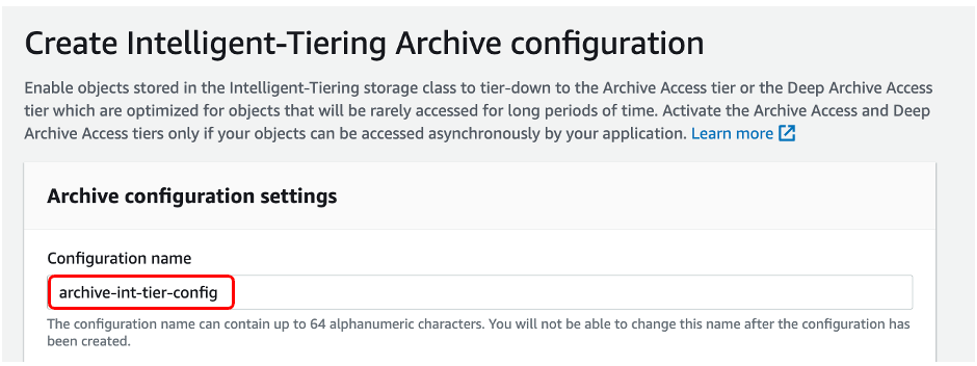 Create Intelligent-Tiering Archive configuration
Enable objects stored in the Intelligent-Tiering storage class to tier-down to the Archive Access tier or the Deep Archive Access
tier which are optimized for objects that will be rarely accessed for long periods of time. Activate the Archive Access and Deep
Archive Access tiers only if your objects can be accessed asynchronously by your application. Learn more
Archive configuration settings
Configuration name
archive-int-tier-config
The configuration name can contain up to 64 alphanumeric characters. You will not be able to change this name after the configuration has
been created.